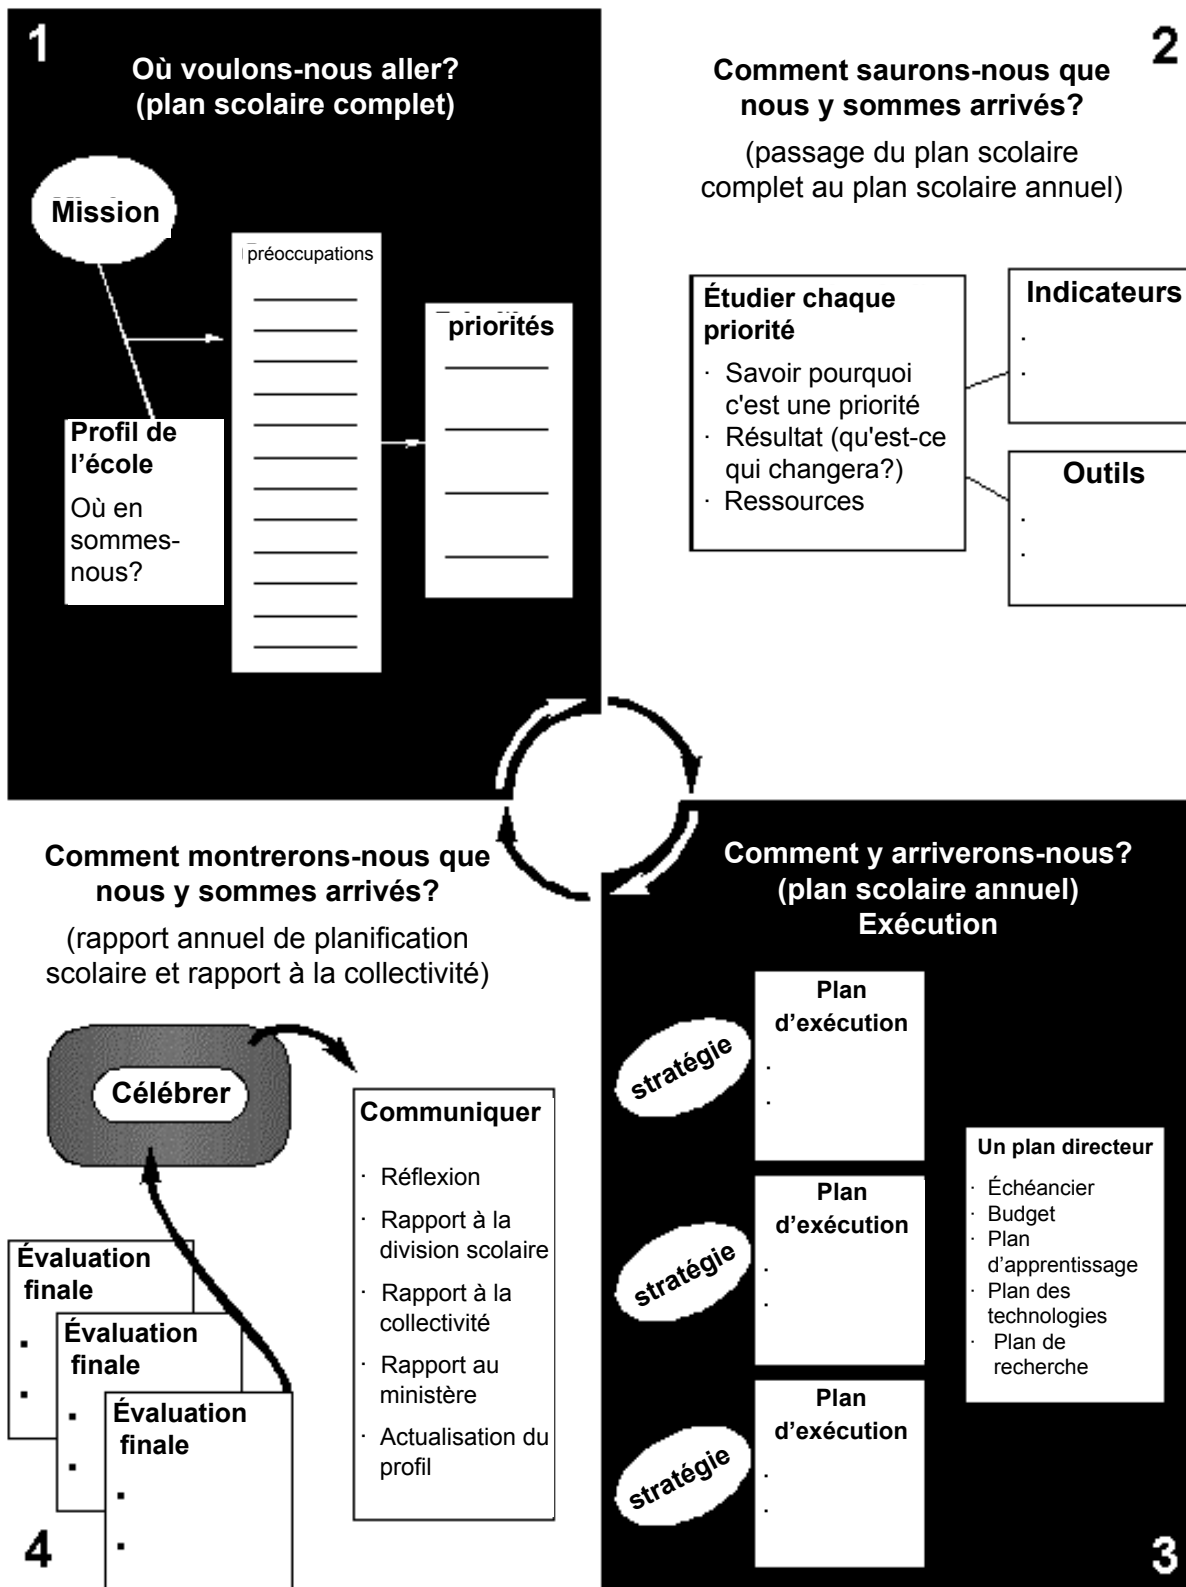 1
Où voulons-nous aller?
(plan scolaire complet)
Mission
préoccupations
priorités
Profil de
l'école
Où en
sommes-
nous?
2
Comment saurons-nous que
nous y sommes arrivés?
(passage du plan scolaire
complet au plan scolaire annuel)
Étudier chaque
priorité
· Savoir pourquoi
c'est une priorité
· Résultat (qu'est-ce
qui changera?)
· Ressources
Indicateurs
Outils
Comment y arriverons-nous?
(plan scolaire annuel)
Exécution
stratégie
Plan
d'exécution
stratégie
Plan
d'exécution
stratégie
Plan
d'exécution
Un plan directeur
· Échéancier
· Budget
· Plan
d'apprentissage
· Plan des
technologies
· Plan de
recherche
3
Comment montrerons-nous que
nous y sommes arrivés?
(rapport annuel de planification
scolaire et rapport à la collectivité)
Célébrer
Communiquer
· Réflexion
· Rapport à la
division scolaire
· Rapport à la
collectivité
· Rapport au
ministère
· Actualisation du
profil
Évaluation
finale
Évaluation
finale
Évaluation
finale
4